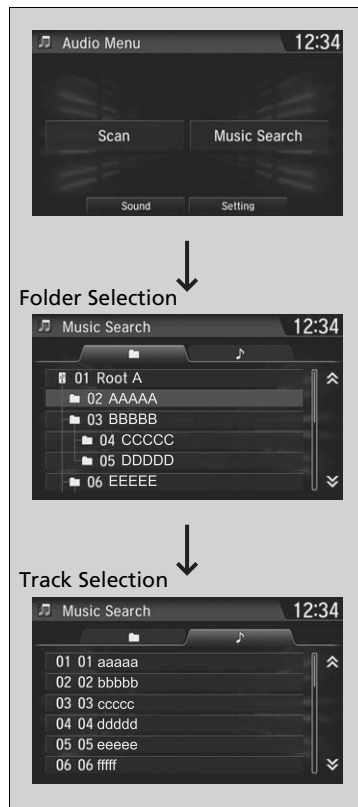 Audio Menu 12:34
Scan Music Search
Sound Setting
Folder Selection
Music Search 12:34
01 Root A
02 AAAAA
03 BBBBB
04 CCCCC
05 DDDDD
06 EEEEE
Track Selection
Music Search 12:34
01 01 aaaaa
02 02 bbbbb
03 03 ccccc
04 04 ddddd
05 05 eeeee
06 06 fffff